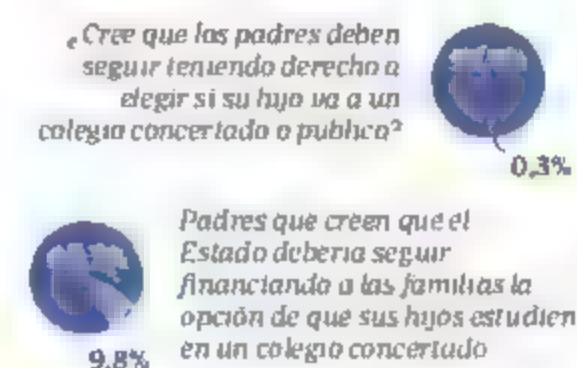 ¿Cree que los padres deben
seguir teniendo derecho a
elegir si su hijo va a un
colegio concertado o publico?
0,3%
Padres que creen que el
Estado deberia seguir
financiando a las familias la
opción de que sus hijos estudien
en un colegio concertado
9,8%